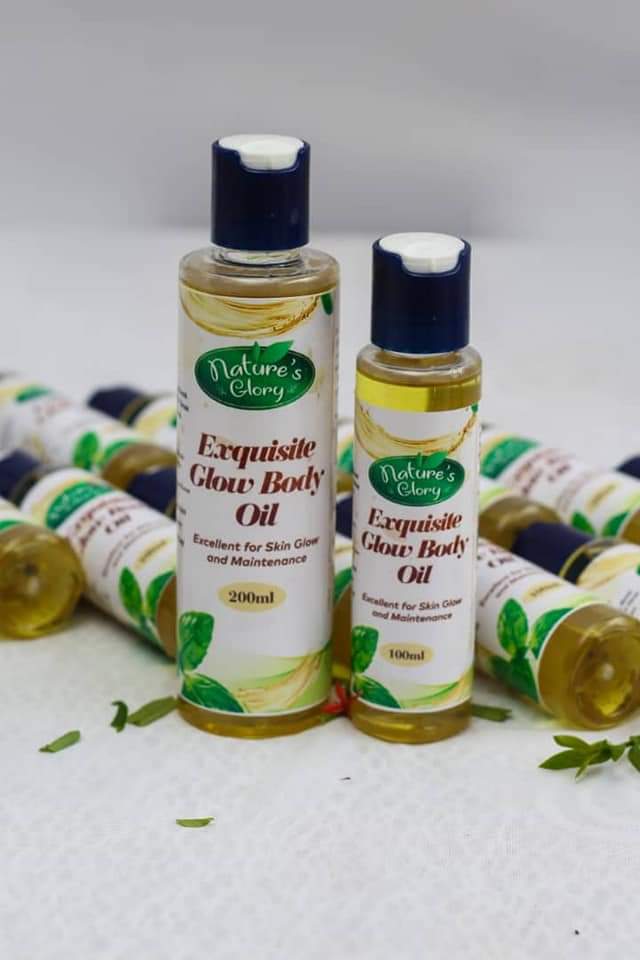 Nature's
Glory
Exquisite
Glow Body
Oil
Excellent for Skin Glow
and Maintenance
200ml
Nature's
Glory
Exquisite
Glow Body
Oil
Excellent for Skin Glow
and Maintenance
100ml